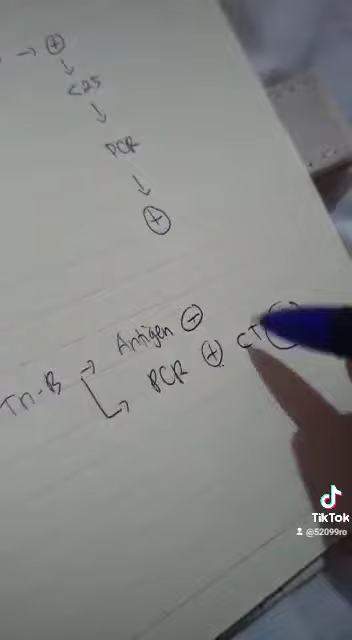 → +
↓
<25
↓
PCR
↓
+
Tn-B → Antigen −
↳ PCR + CT
TikTok
@52099ro